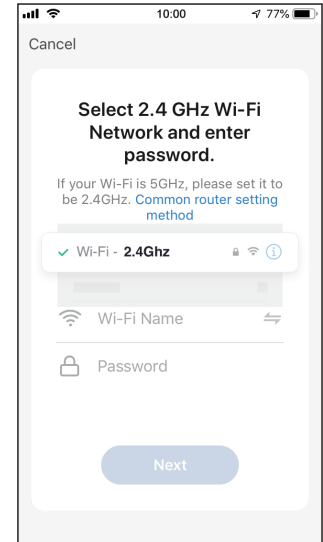 10:00 77%
Cancel
Select 2.4 GHz Wi-Fi
Network and enter
password.
If your Wi-Fi is 5GHz, please set it to
be 2.4GHz. Common router setting
method
Wi-Fi - 2.4Ghz
Wi-Fi Name
Password
Next